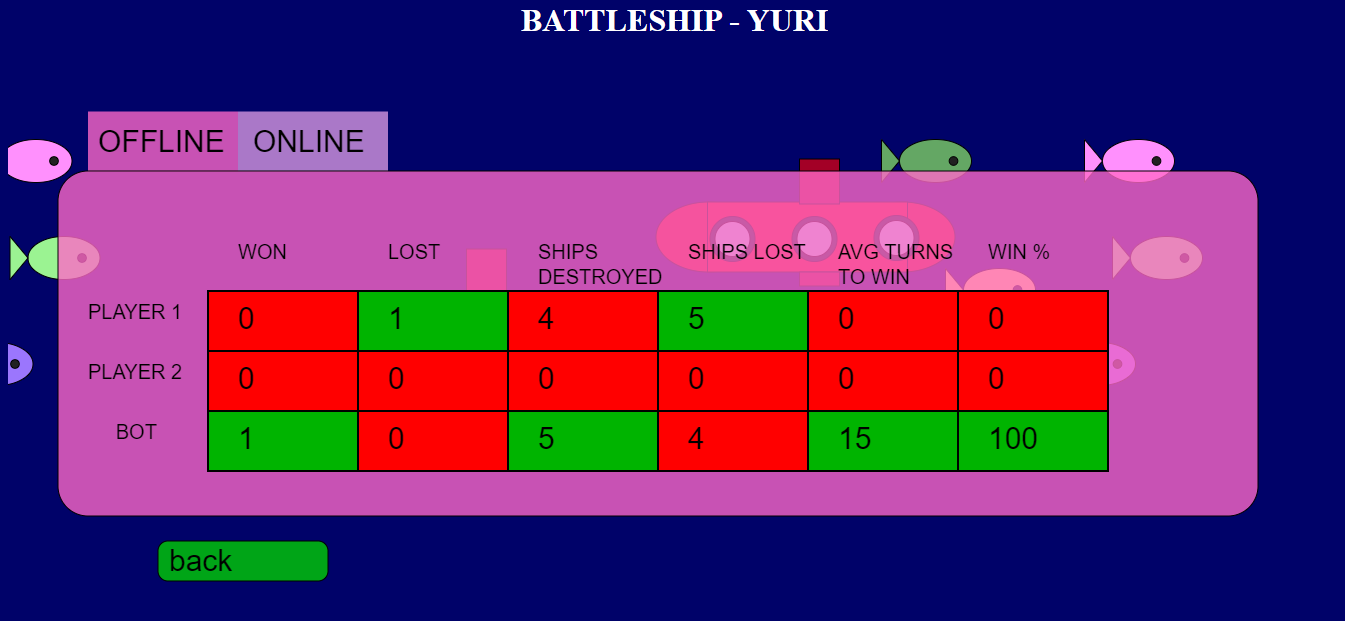 BATTLESHIP - YURI
OFFLINE ONLINE
WON LOST SHIPS SHIPS LOST AVG TURNS WIN %
DESTROYED TO WIN
PLAYER 1 0 1 4 5 0 0
PLAYER 2 0 0 0 0 0 0
BOT 1 0 5 4 15 100
back